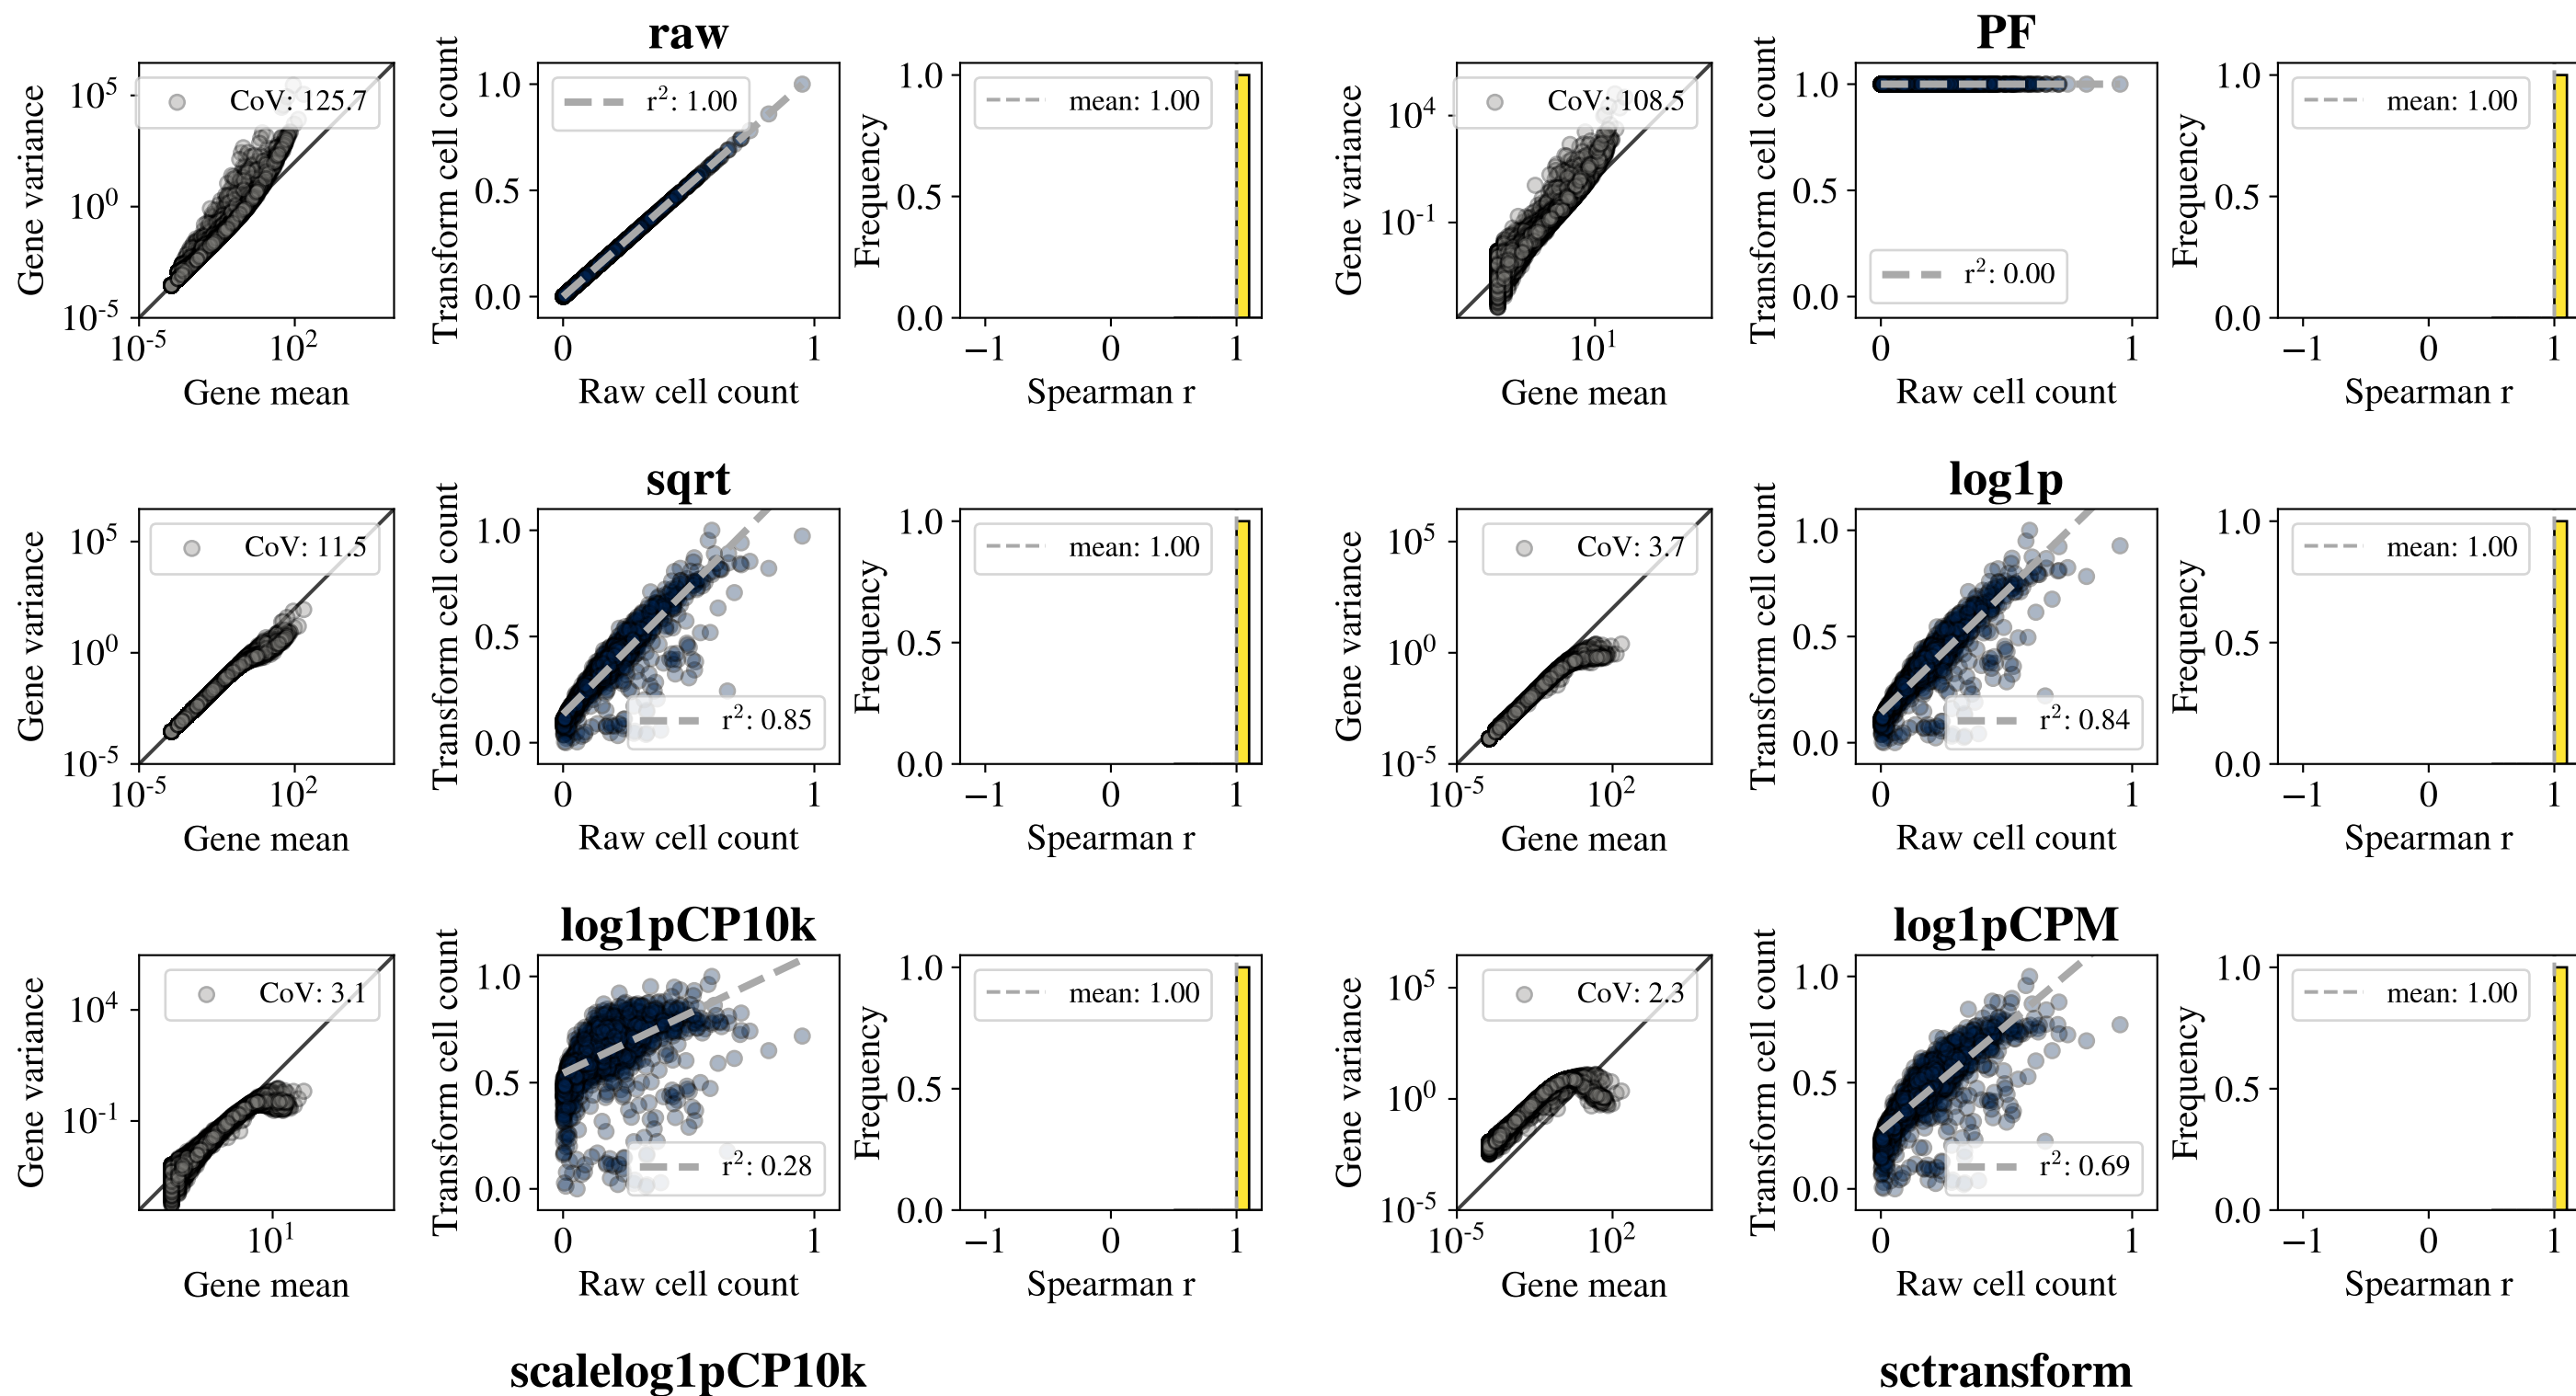 raw
Gene variance
10^5
10^0
10^-5
CoV: 125.7
10^-5
10^2
Gene mean
Transform cell count
1.0
0.5
0.0
r^2: 1.00
0
1
Raw cell count
Frequency
1.0
0.5
0.0
mean: 1.00
−1
0
1
Spearman r
PF
Gene variance
10^4
10^-1
CoV: 108.5
10^1
Gene mean
Transform cell count
1.0
0.5
0.0
r^2: 0.00
0
1
Raw cell count
Frequency
1.0
0.5
0.0
mean: 1.00
−1
0
1
Spearman r
sqrt
Gene variance
10^5
10^0
10^-5
CoV: 11.5
10^-5
10^2
Gene mean
Transform cell count
1.0
0.5
0.0
r^2: 0.85
0
1
Raw cell count
Frequency
1.0
0.5
0.0
mean: 1.00
−1
0
1
Spearman r
log1p
Gene variance
10^5
10^0
10^-5
CoV: 3.7
10^-5
10^2
Gene mean
Transform cell count
1.0
0.5
0.0
r^2: 0.84
0
1
Raw cell count
Frequency
1.0
0.5
0.0
mean: 1.00
−1
0
1
Spearman r
log1pCP10k
Gene variance
10^4
10^-1
CoV: 3.1
10^1
Gene mean
Transform cell count
1.0
0.5
0.0
r^2: 0.28
0
1
Raw cell count
Frequency
1.0
0.5
0.0
mean: 1.00
−1
0
1
Spearman r
log1pCPM
Gene variance
10^5
10^0
10^-5
CoV: 2.3
10^-5
10^2
Gene mean
Transform cell count
1.0
0.5
0.0
r^2: 0.69
0
1
Raw cell count
Frequency
1.0
0.5
0.0
mean: 1.00
−1
0
1
Spearman r
scalelog1pCP10k
sctransform